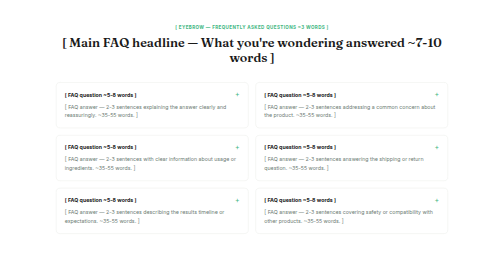 [ EYEBROW — FREQUENTLY ASKED QUESTIONS ~3 WORDS ]
[ Main FAQ headline — What you're wondering answered ~7-10
words ]
[ FAQ question ~5-8 words ] +
[ FAQ answer — 2-3 sentences explaining the answer clearly and
reassuringly. ~35-55 words. ]
[ FAQ question ~5-8 words ] +
[ FAQ answer — 2-3 sentences addressing a common concern about
the product. ~35-55 words. ]
[ FAQ question ~5-8 words ] +
[ FAQ answer — 2-3 sentences with clear information about usage or
ingredients. ~35-55 words. ]
[ FAQ question ~5-8 words ] +
[ FAQ answer — 2-3 sentences answering the shipping or return
question. ~35-55 words. ]
[ FAQ question ~5-8 words ] +
[ FAQ answer — 2-3 sentences describing the results timeline or
expectations. ~35-55 words. ]
[ FAQ question ~5-8 words ] +
[ FAQ answer — 2-3 sentences covering safety or compatibility with
other products. ~35-55 words. ]